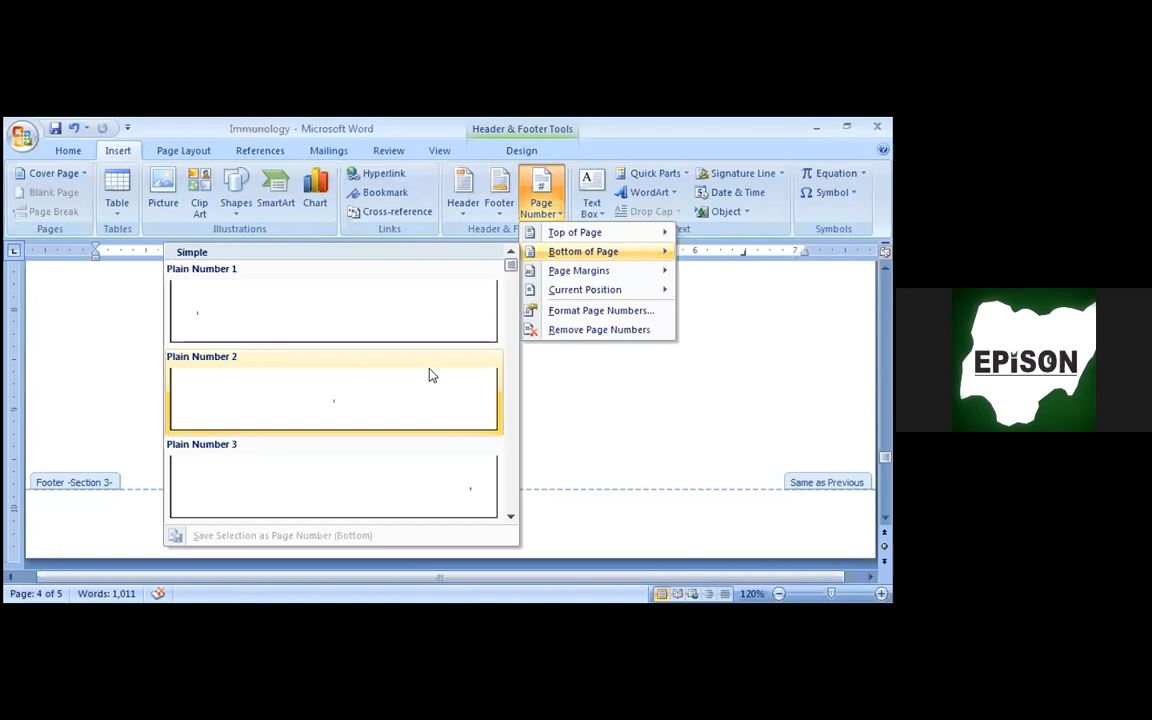 Immunology - Microsoft Word
Header & Footer Tools
Home
Insert
Page Layout
References
Mailings
Review
View
Design
Cover Page
Blank Page
Page Break
Pages
Table
Tables
Picture
Clip Art
Shapes
SmartArt
Chart
Illustrations
Hyperlink
Bookmark
Cross-reference
Links
Header
Footer
Page Number
Header & F
Text Box
Quick Parts
WordArt
Drop Cap
Signature Line
Date & Time
Object
Equation
Symbol
Symbols
Top of Page
Bottom of Page
Page Margins
Current Position
Format Page Numbers...
Remove Page Numbers
6
7
Simple
Plain Number 1
Plain Number 2
Plain Number 3
Save Selection as Page Number (Bottom)
Footer -Section 3-
Same as Previous
Page: 4 of 5
Words: 1,011
120%
EPiSON